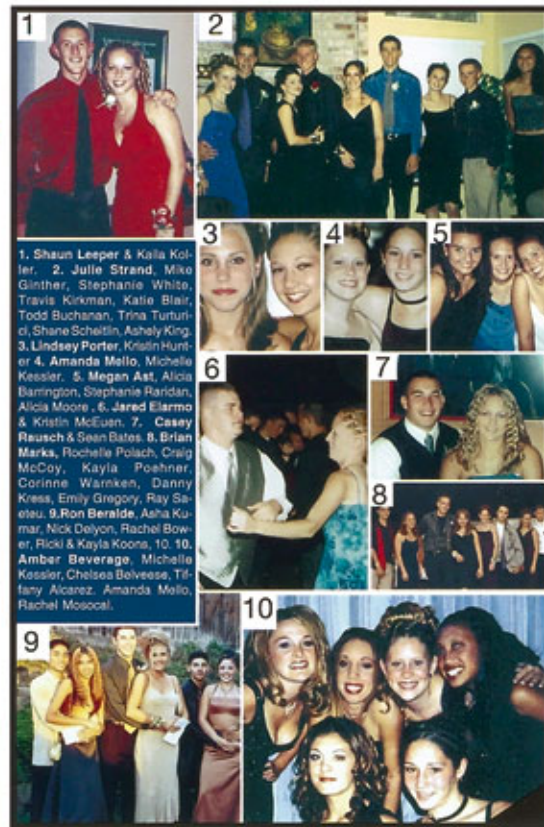 1
2
3
4
5
1. Shaun Leeper & Kaila Kol-
ler. 2. Julie Strand, Mike
Ginther, Stephanie White,
Travis Kirkman, Katie Blair,
Todd Buchanan, Trina Turturi-
ci, Shane Scheitlin, Ashely King.
3. Lindsey Porter, Kristin Hunt-
er 4. Amanda Mello, Michelle
Kessler. 5. Megan Ast, Alicia
Barrington, Stephanie Raridan,
Alicia Moore . 6. Jared Elarmo
& Kristin McEuen. 7. Casey
Rausch & Sean Bates. 8. Brian
Marks, Rochelle Polach, Craig
McCoy, Kayla Poehner,
Corinne Warnken, Danny
Kress, Emily Gregory, Ray Sa-
eteu. 9.Ron Beralde, Asha Ku-
mar, Nick Delyon, Rachel Bow-
er, Ricki & Kayla Koons, 10. 10.
Amber Beverage, Michelle
Kessler, Chelsea Belveese, Tif-
fany Alcarez. Amanda Mello,
Rachel Mosocal.
6
7
8
9
10